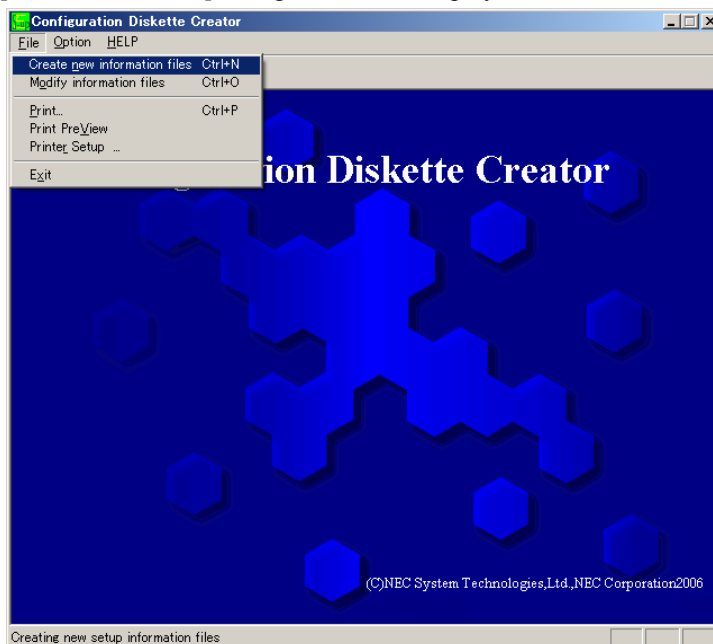 Configuration Diskette Creator
File Option HELP
Create new information files Ctrl+N
Modify information files Ctrl+O
Print... Ctrl+P
Print PreView
Printer Setup ...
Exit
ion Diskette Creator
(C)NEC System Technologies,Ltd.,NEC Corporation2006
Creating new setup information files